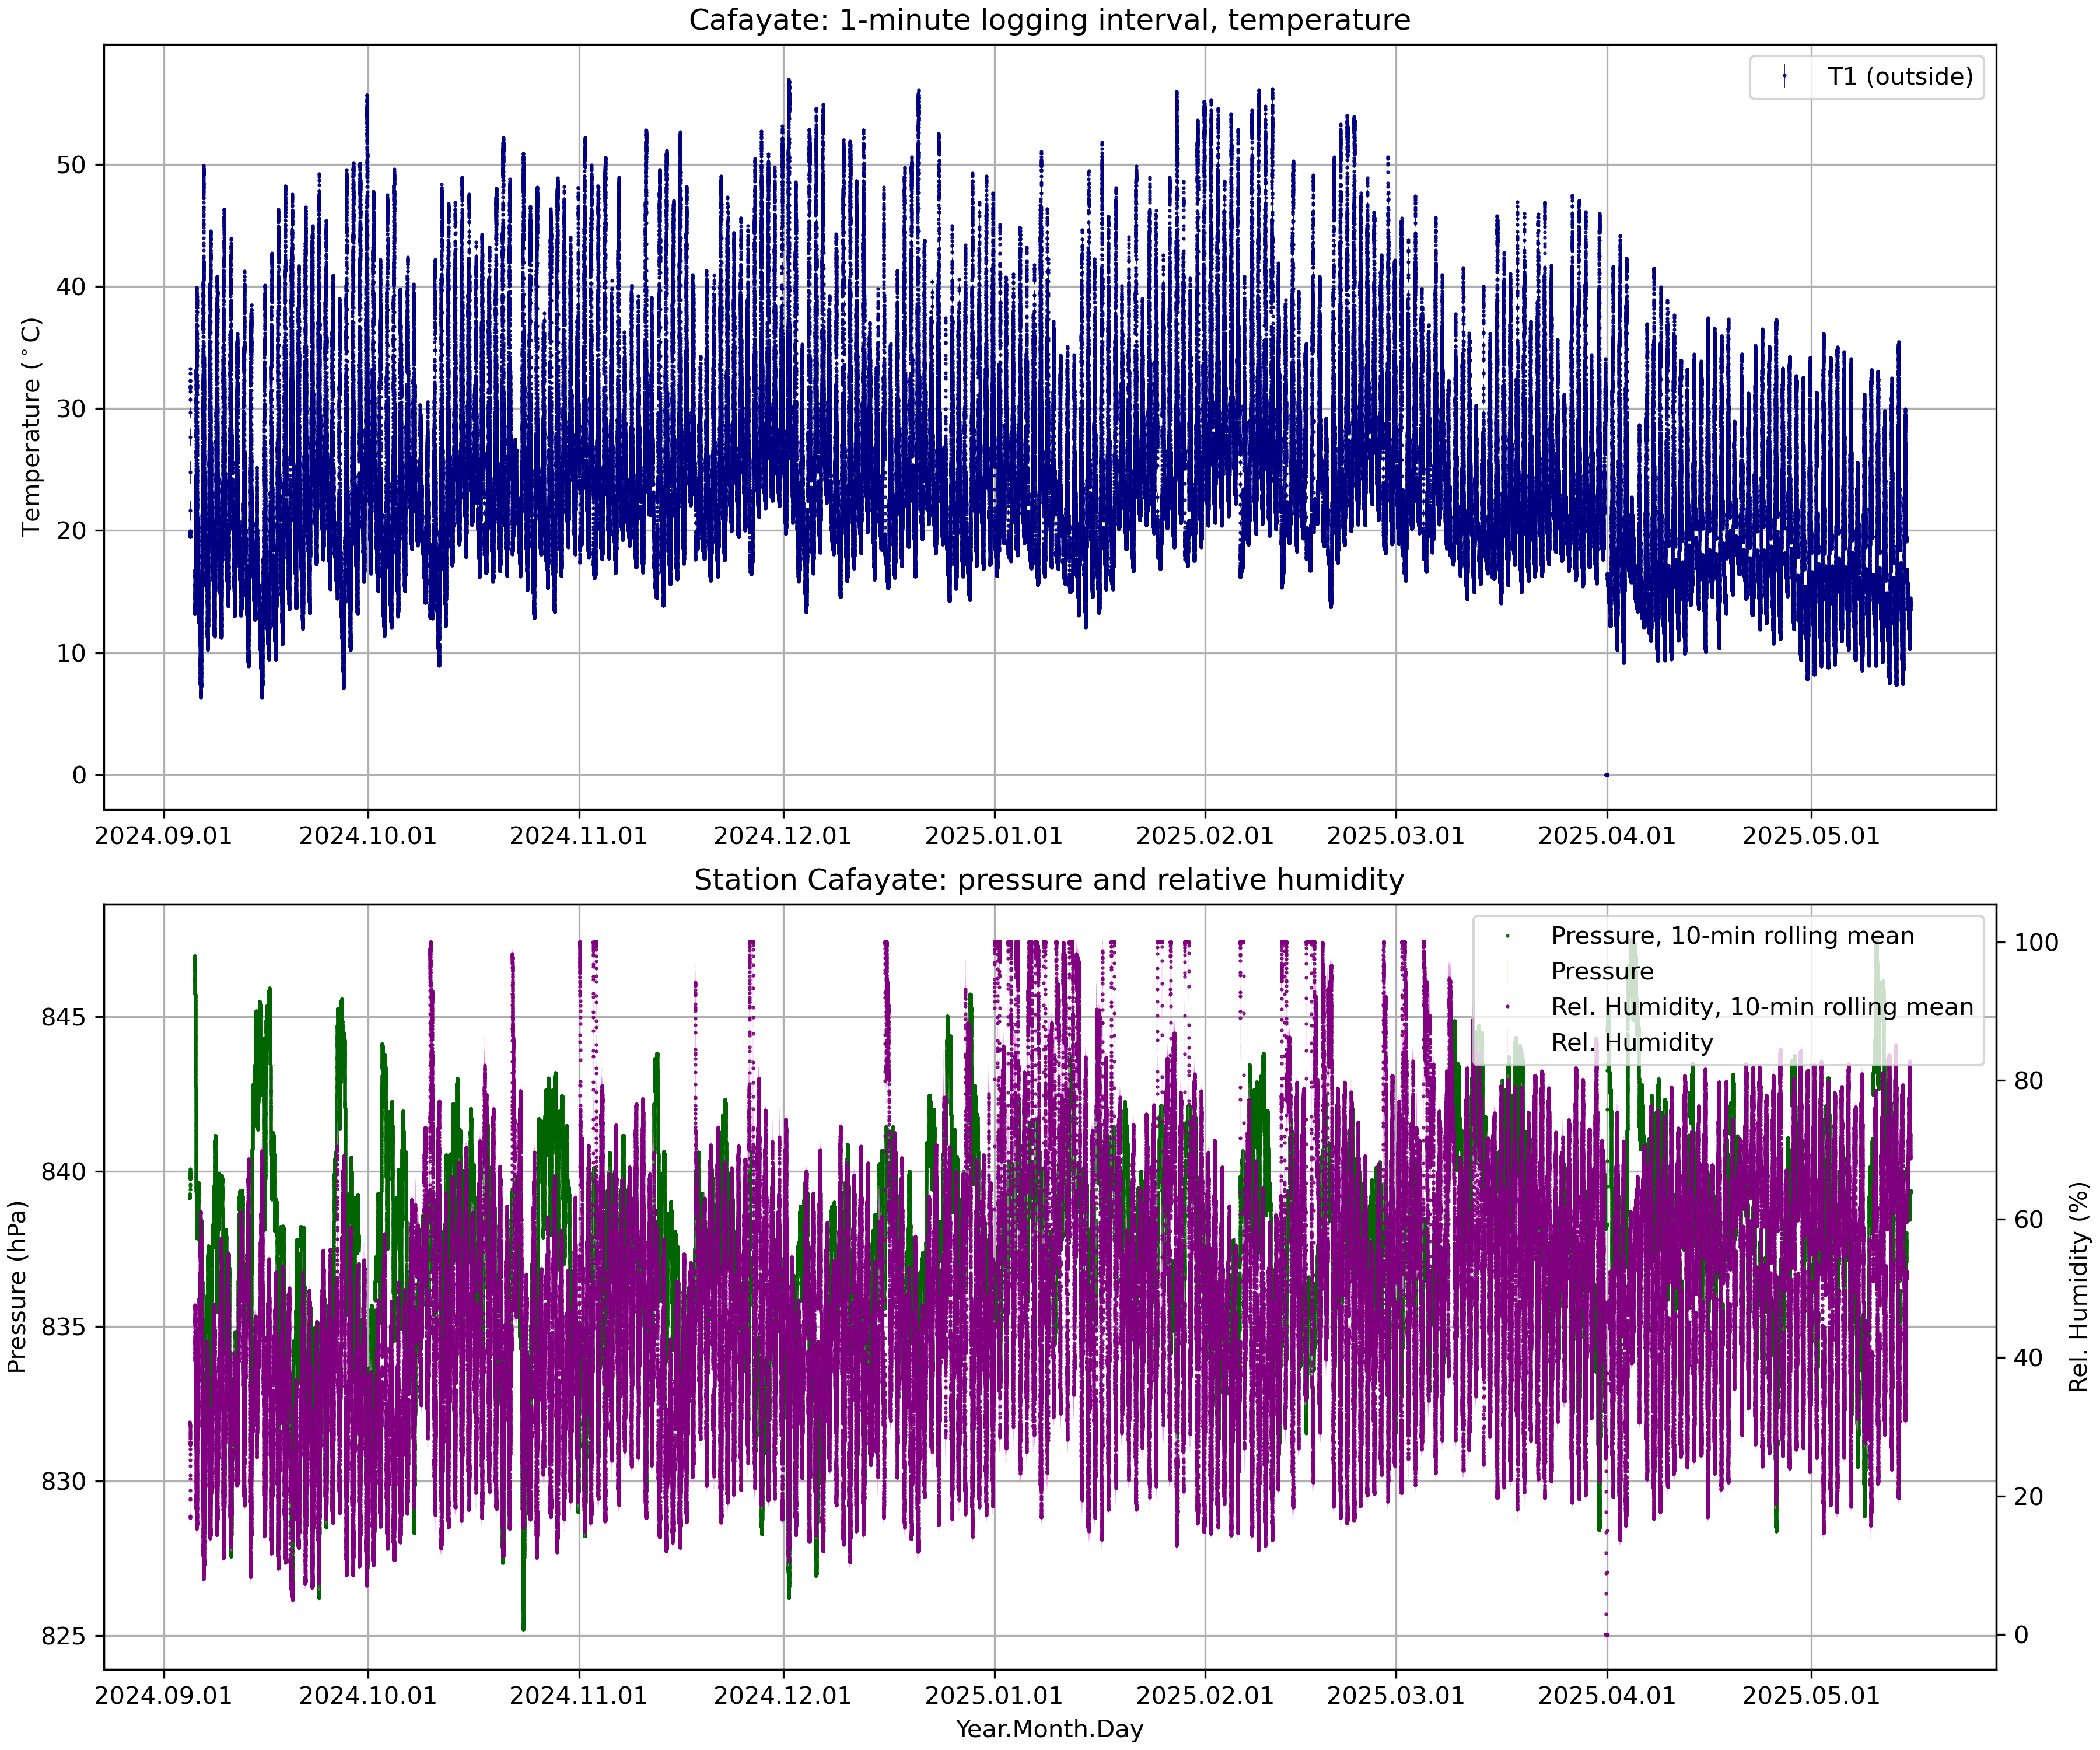 Cafayate: 1-minute logging interval, temperature
T1 (outside)
Temperature (°C)
50
40
30
20
10
0
2024.09.01 2024.10.01 2024.11.01 2024.12.01 2025.01.01 2025.02.01 2025.03.01 2025.04.01 2025.05.01
Station Cafayate: pressure and relative humidity
Pressure, 10-min rolling mean
Pressure
Rel. Humidity, 10-min rolling mean
Rel. Humidity
Pressure (hPa)
845
840
835
830
825
100
80
60
40
20
0
Rel. Humidity (%)
2024.09.01 2024.10.01 2024.11.01 2024.12.01 2025.01.01 2025.02.01 2025.03.01 2025.04.01 2025.05.01
Year.Month.Day